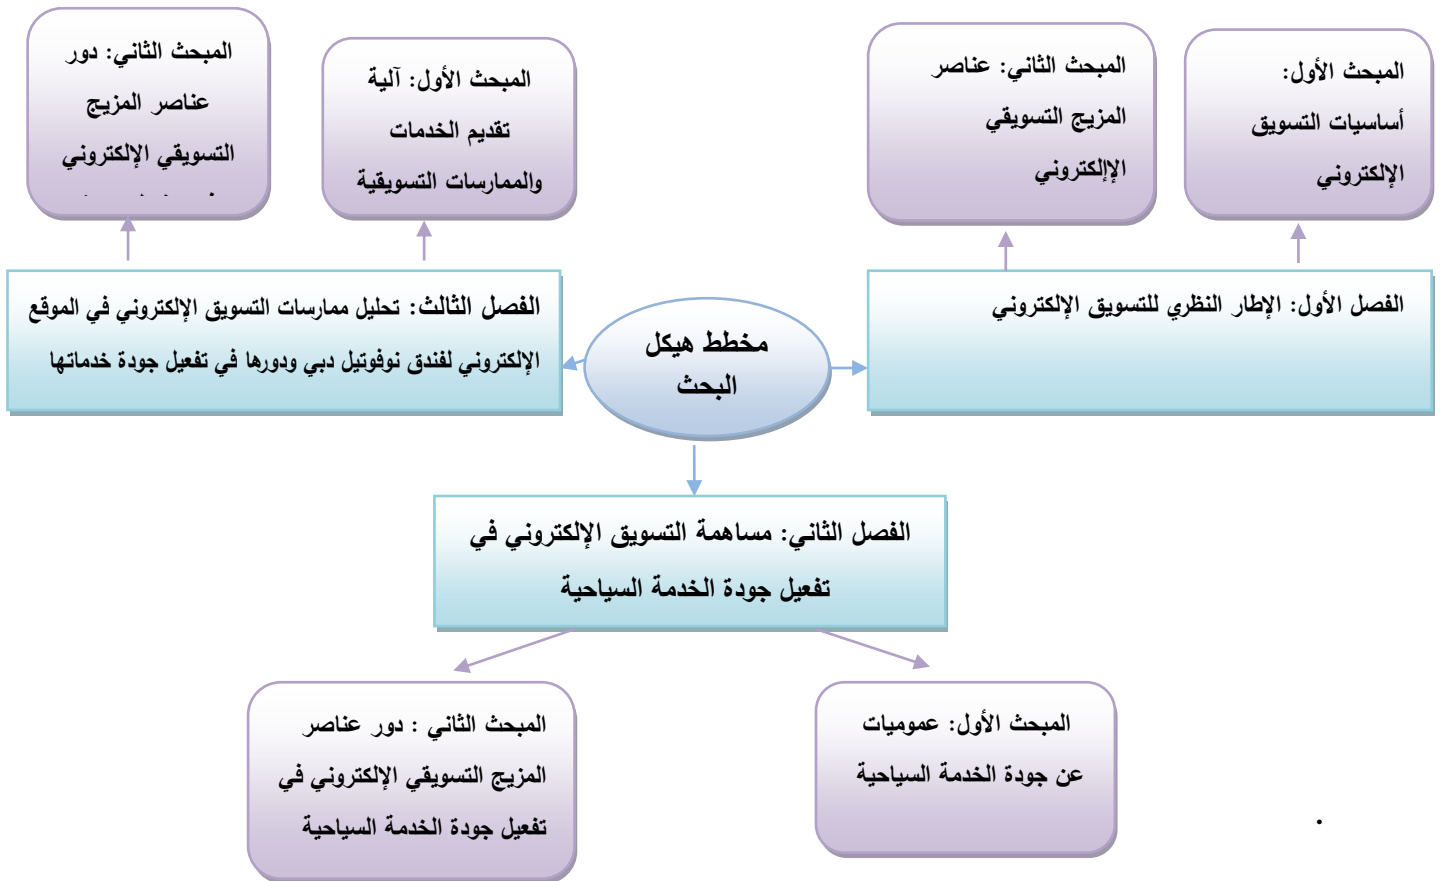 المبحث الأول:
أساسيات التسويق
الإلكتروني
المبحث الثاني: عناصر
المزيج التسويقي
الإإلكتروني
المبحث الأول: آلية
تقديم الخدمات
والممارسات التسويقية
المبحث الثاني: دور
عناصر المزيج
التسويقي الإلكتروني
الفصل الأول: الإطار النظري للتسويق الإلكتروني
مخطط هيكل
البحث
الفصل الثالث: تحليل ممارسات التسويق الإلكتروني في الموقع
الإلكتروني لفندق نوفوتيل دبي ودورها في تفعيل جودة خدماتها
الفصل الثاني: مساهمة التسويق الإلكتروني في
تفعيل جودة الخدمة السياحية
المبحث الأول: عموميات
عن جودة الخدمة السياحية
المبحث الثاني : دور عناصر
المزيج التسويقي الإلكتروني في
تفعيل جودة الخدمة السياحية
.